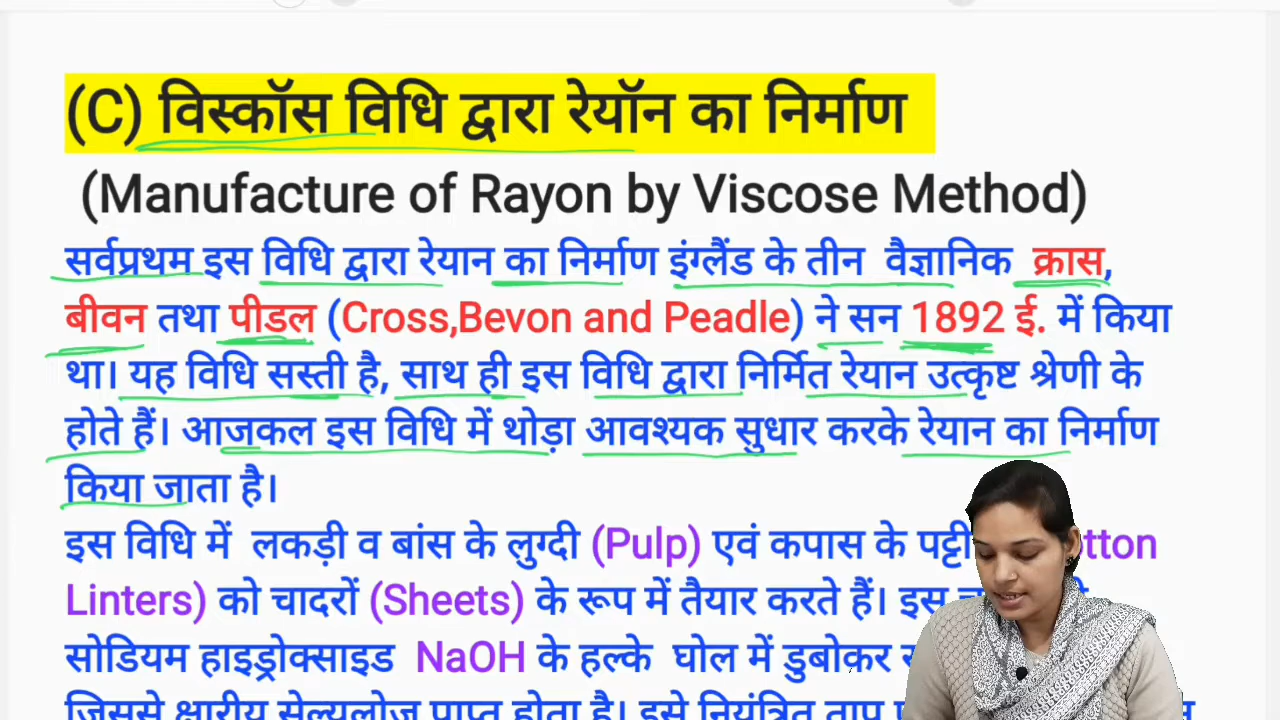 (C) विस्कॉस विधि द्वारा रेयॉन का निर्माण
(Manufacture of Rayon by Viscose Method)
सर्वप्रथम इस विधि द्वारा रेयान का निर्माण इंग्लैंड के तीन वैज्ञानिक क्रास,
बीवन तथा पीडल (Cross,Bevon and Peadle) ने सन 1892 ई. में किया
था। यह विधि सस्ती है, साथ ही इस विधि द्वारा निर्मित रेयान उत्कृष्ट श्रेणी के
होते हैं। आजकल इस विधि में थोड़ा आवश्यक सुधार करके रेयान का निर्माण
किया जाता है।
इस विधि में लकड़ी व बांस के लुग्दी (Pulp) एवं कपास के
Linters) को चादरों (Sheets) के रूप में तैयार करते हैं। इस
सोडियम हाइड्रोक्साइड NaOH के हल्के घोल में डुबोकर
जिससे क्षारीय सेल्यूलोज प्राप्त होता है। इसे नियंत्रित ताप